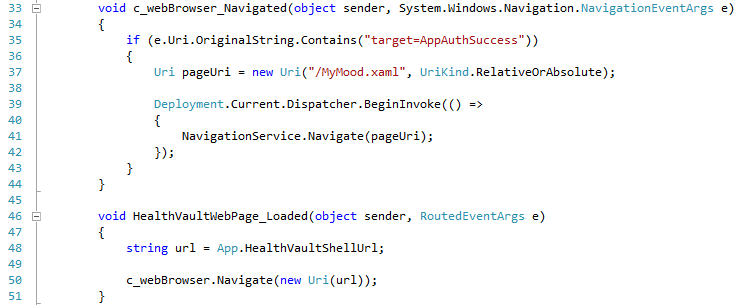 33 void c_webBrowser_Navigated(object sender, System.Windows.Navigation.NavigationEventArgs e)
34 {
35 if (e.Uri.OriginalString.Contains("target=AppAuthSuccess"))
36 {
37 Uri pageUri = new Uri("/MyMood.xaml", UriKind.RelativeOrAbsolute);
38
39 Deployment.Current.Dispatcher.BeginInvoke(() =>
40 {
41 NavigationService.Navigate(pageUri);
42 });
43 }
44 }
45
46 void HealthVaultWebPage_Loaded(object sender, RoutedEventArgs e)
47 {
48 string url = App.HealthVaultShellUrl;
49
50 c_webBrowser.Navigate(new Uri(url));
51 }